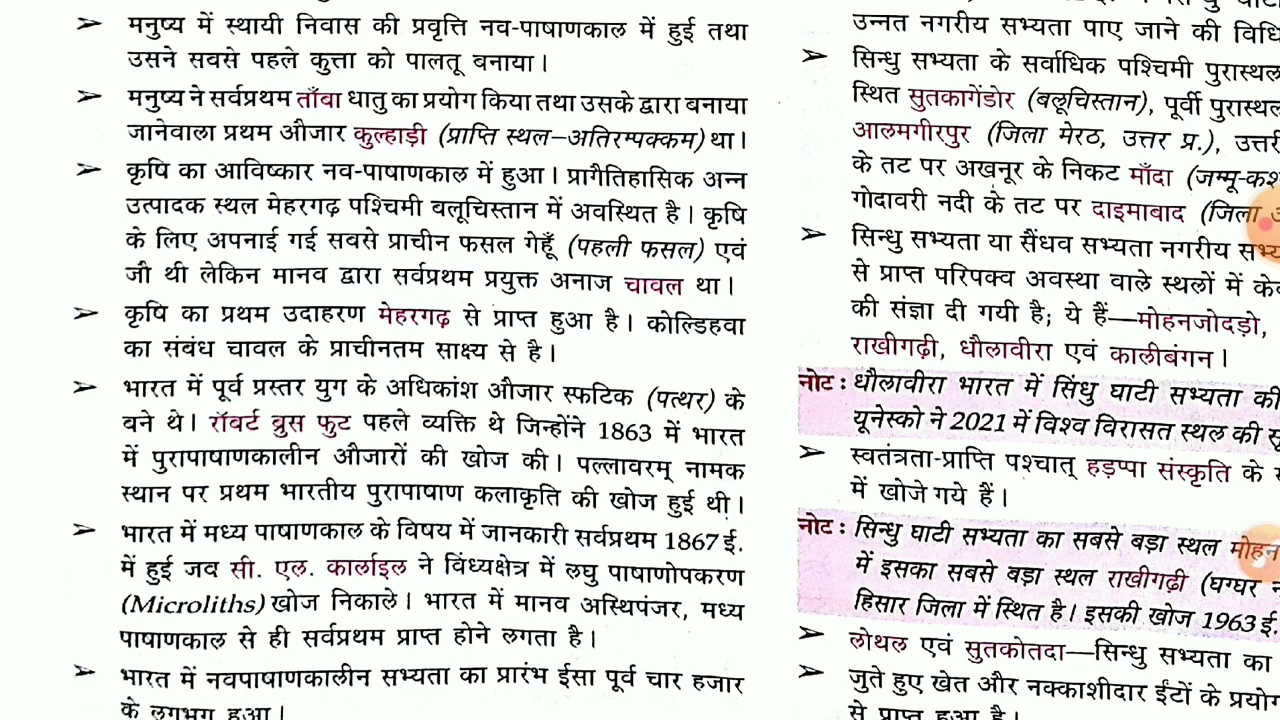 मनुष्य में स्थायी निवास की प्रवृत्ति नव-पाषाणकाल में हुई तथा
उसने सबसे पहले कुत्ता को पालतू बनाया।
मनुष्य ने सर्वप्रथम ताँबा धातु का प्रयोग किया तथा उसके द्वारा बनाया
जानेवाला प्रथम औजार कुल्हाड़ी (प्राप्ति स्थल–अतिरम्पक्कम) था।
कृषि का आविष्कार नव-पाषाणकाल में हुआ। प्रागैतिहासिक अन्न
उत्पादक स्थल मेहरगढ़ पश्चिमी बलूचिस्तान में अवस्थित है। कृषि
के लिए अपनाई गई सबसे प्राचीन फसल गेहूँ (पहली फसल) एवं
जौ थी लेकिन मानव द्वारा सर्वप्रथम प्रयुक्त अनाज चावल था।
कृषि का प्रथम उदाहरण मेहरगढ़ से प्राप्त हुआ है। कोल्डिहवा
का संबंध चावल के प्राचीनतम साक्ष्य से है।
भारत में पूर्व प्रस्तर युग के अधिकांश औजार स्फटिक (पत्थर) के
बने थे। रॉबर्ट ब्रुस फुट पहले व्यक्ति थे जिन्होंने 1863 में भारत
में पुरापाषाणकालीन औजारों की खोज की। पल्लावरम् नामक
स्थान पर प्रथम भारतीय पुरापाषाण कलाकृति की खोज हुई थी।
भारत में मध्य पाषाणकाल के विषय में जानकारी सर्वप्रथम 1867 ई.
में हुई जब सी. एल. कार्लाइल ने विंध्यक्षेत्र में लघु पाषाणोपकरण
(Microliths) खोज निकाले। भारत में मानव अस्थिपंजर, मध्य
पाषाणकाल से ही सर्वप्रथम प्राप्त होने लगता है।
भारत में नवपाषाणकालीन सभ्यता का प्रारंभ ईसा पूर्व चार हजार
के लगभग हुआ।
उन्नत नगरीय सभ्यता पाए जाने की विधि
सिन्धु सभ्यता के सर्वाधिक पश्चिमी पुरास्थल
स्थित सुतकागेंडोर (बलूचिस्तान), पूर्वी पुरास्थल
आलमगीरपुर (जिला मेरठ, उत्तर प्र.), उत्तरी
के तट पर अखनूर के निकट माँदा (जम्मू-कश
गोदावरी नदी के तट पर दाइमाबाद (जिला
सिन्धु सभ्यता या सैंधव सभ्यता नगरीय सभ्य
से प्राप्त परिपक्व अवस्था वाले स्थलों में केव
की संज्ञा दी गयी है; ये हैं—मोहनजोदड़ो,
राखीगढ़ी, धौलावीरा एवं कालीबंगन।
नोट : धौलावीरा भारत में सिंधु घाटी सभ्यता की
यूनेस्को ने 2021 में विश्व विरासत स्थल की सू
स्वतंत्रता-प्राप्ति पश्चात् हड़प्पा संस्कृति के
में खोजे गये हैं।
नोट : सिन्धु घाटी सभ्यता का सबसे बड़ा स्थल मोहन
में इसका सबसे बड़ा स्थल राखीगढ़ी (घग्घर न
हिसार जिला में स्थित है। इसकी खोज 1963 ई.
लोथल एवं सुतकोतदा—सिन्धु सभ्यता का
जुते हुए खेत और नक्काशीदार ईंटों के प्रयोग
से प्राप्त हुआ है।